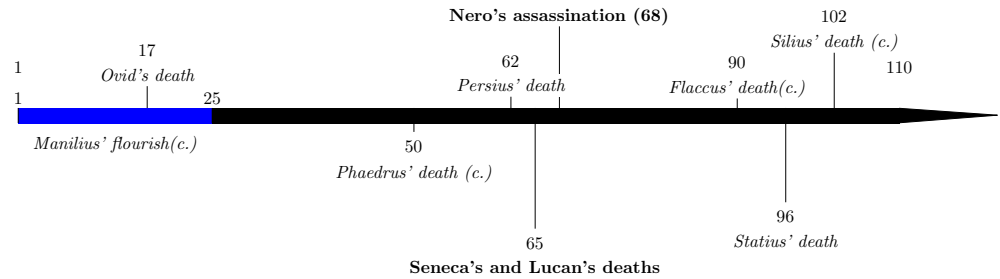 Nero's assassination (68)
102
Silius' death (c.)
17
Ovid's death
62
Persius' death
90
Flaccus' death(c.)
1
110
1
25
Manilius' flourish(c.)
50
Phaedrus' death (c.)
96
Statius' death
65
Seneca's and Lucan's deaths